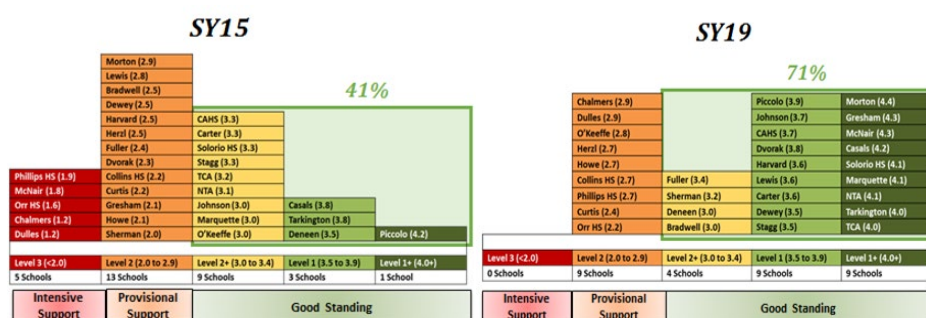 SY15
41%
Morton (2.9)
Lewis (2.8)
Bradwell (2.5)
Dewey (2.5)
Harvard (2.5)
Herzl (2.5)
Fuller (2.4)
Dvorak (2.3)
Collins HS (2.2)
Curtis (2.2)
Gresham (2.1)
Howe (2.1)
Sherman (2.0)
CAHS (3.3)
Carter (3.3)
Solorio HS (3.3)
Stagg (3.3)
TCA (3.2)
NTA (3.1)
Johnson (3.0)
Marquette (3.0)
O'Keeffe (3.0)
Phillips HS (1.9)
McNair (1.8)
Orr HS (1.6)
Chalmers (1.2)
Dulles (1.2)
Casals (3.8)
Tarkington (3.8)
Deneen (3.5)
Piccolo (4.2)
Level 3 (<2.0)
Level 2 (2.0 to 2.9)
Level 2+ (3.0 to 3.4)
Level 1 (3.5 to 3.9)
Level 1+ (4.0+)
5 Schools
13 Schools
9 Schools
3 Schools
1 School
Intensive
Support
Provisional
Support
Good Standing
SY19
71%
Chalmers (2.9)
Dulles (2.9)
O'Keeffe (2.8)
Herzl (2.7)
Howe (2.7)
Collins HS (2.7)
Phillips HS (2.7)
Curtis (2.4)
Orr HS (2.2)
Fuller (3.4)
Sherman (3.2)
Deneen (3.0)
Bradwell (3.0)
Piccolo (3.9)
Johnson (3.7)
CAHS (3.7)
Dvorak (3.8)
Harvard (3.6)
Lewis (3.6)
Carter (3.6)
Dewey (3.5)
Stagg (3.5)
Morton (4.4)
Gresham (4.3)
McNair (4.3)
Casals (4.2)
Solorio HS (4.1)
Marquette (4.1)
NTA (4.1)
Tarkington (4.0)
TCA (4.0)
Level 3 (<2.0)
Level 2 (2.0 to 2.9)
Level 2+ (3.0 to 3.4)
Level 1 (3.5 to 3.9)
Level 1+ (4.0+)
0 Schools
9 Schools
4 Schools
9 Schools
9 Schools
Intensive
Support
Provisional
Support
Good Standing